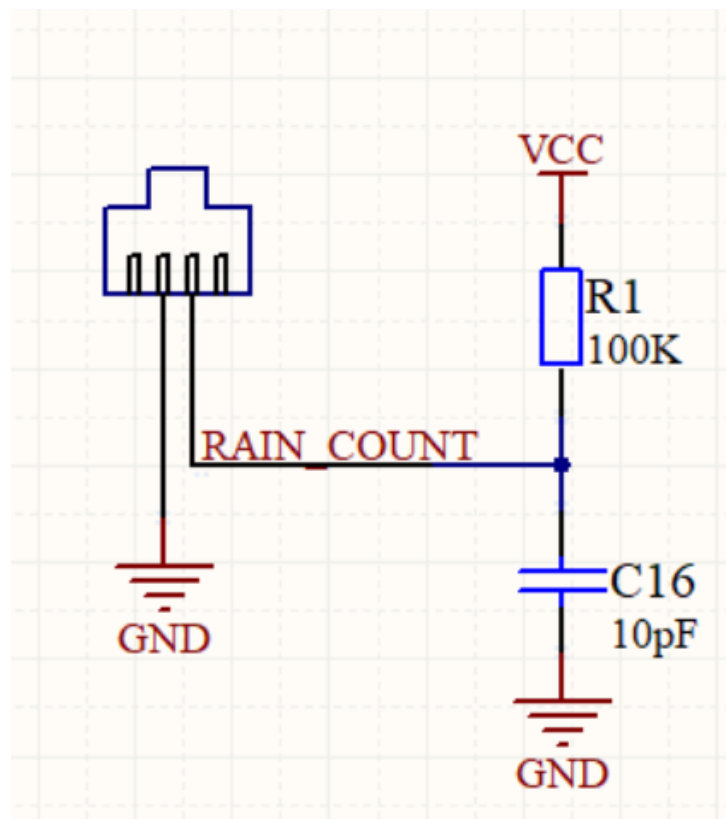 VCC
R1
100K
RAIN_COUNT
C16
10pF
GND
GND